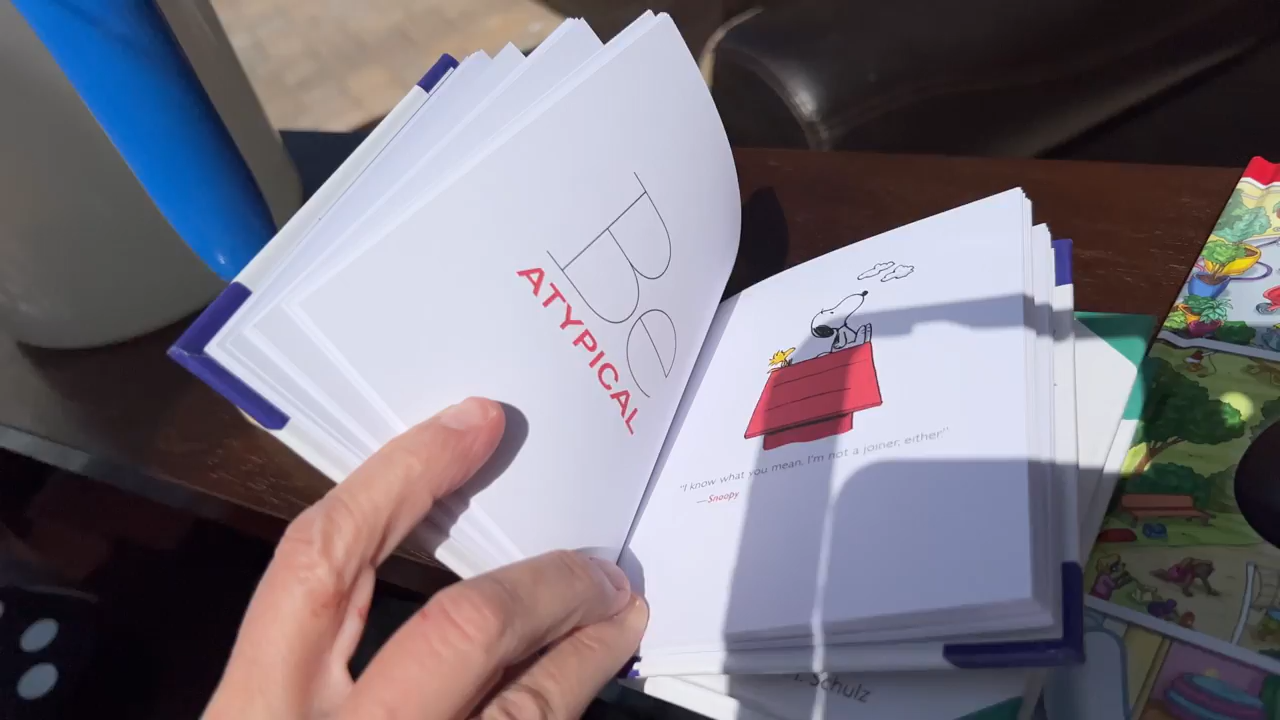 Be
ATYPICAL
"I know what you mean. I'm not a joiner, either."
—Snoopy
Schulz